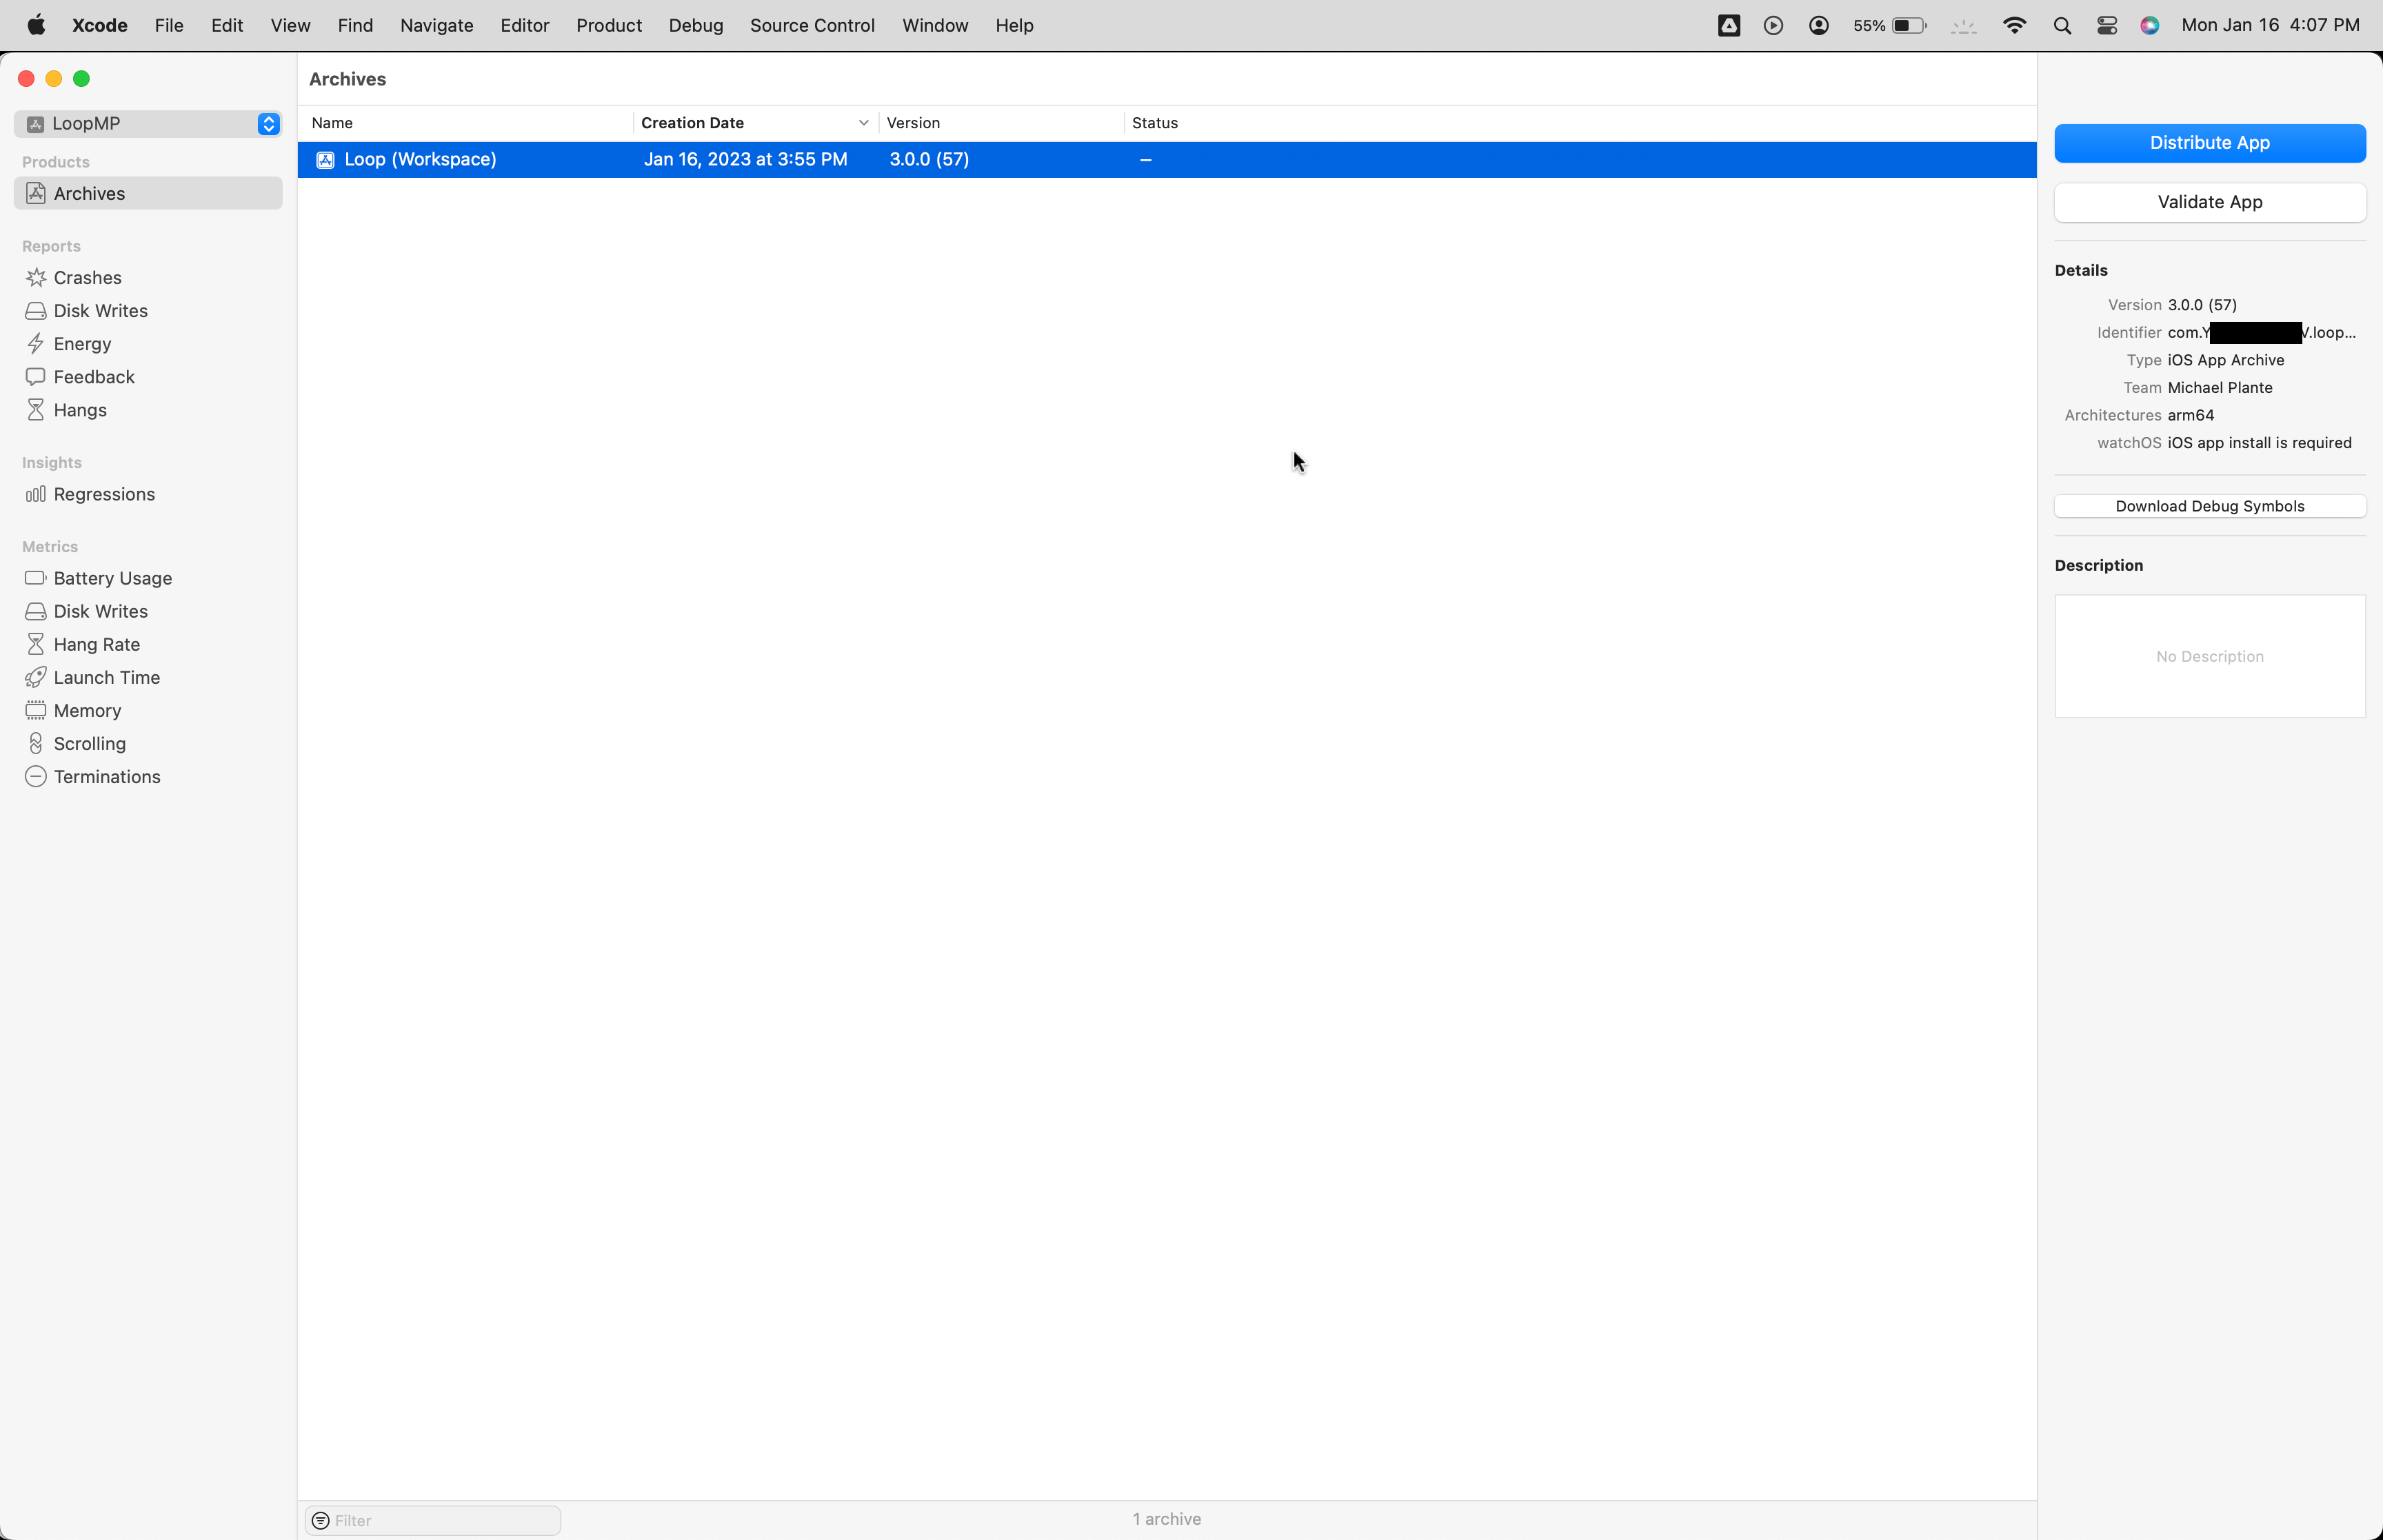 Xcode File Edit View Find Navigate Editor Product Debug Source Control Window Help 55% Mon Jan 16 4:07 PM
LoopMP
Products
Archives
Reports
Crashes
Disk Writes
Energy
Feedback
Hangs
Insights
Regressions
Metrics
Battery Usage
Disk Writes
Hang Rate
Launch Time
Memory
Scrolling
Terminations
Archives
Name Creation Date Version Status
Loop (Workspace) Jan 16, 2023 at 3:55 PM 3.0.0 (57) --
Filter
1 archive
Distribute App
Validate App
Details
Version 3.0.0 (57)
Identifier com.Y V.loop...
Type iOS App Archive
Team Michael Plante
Architectures arm64
watchOS iOS app install is required
Download Debug Symbols
Description
No Description